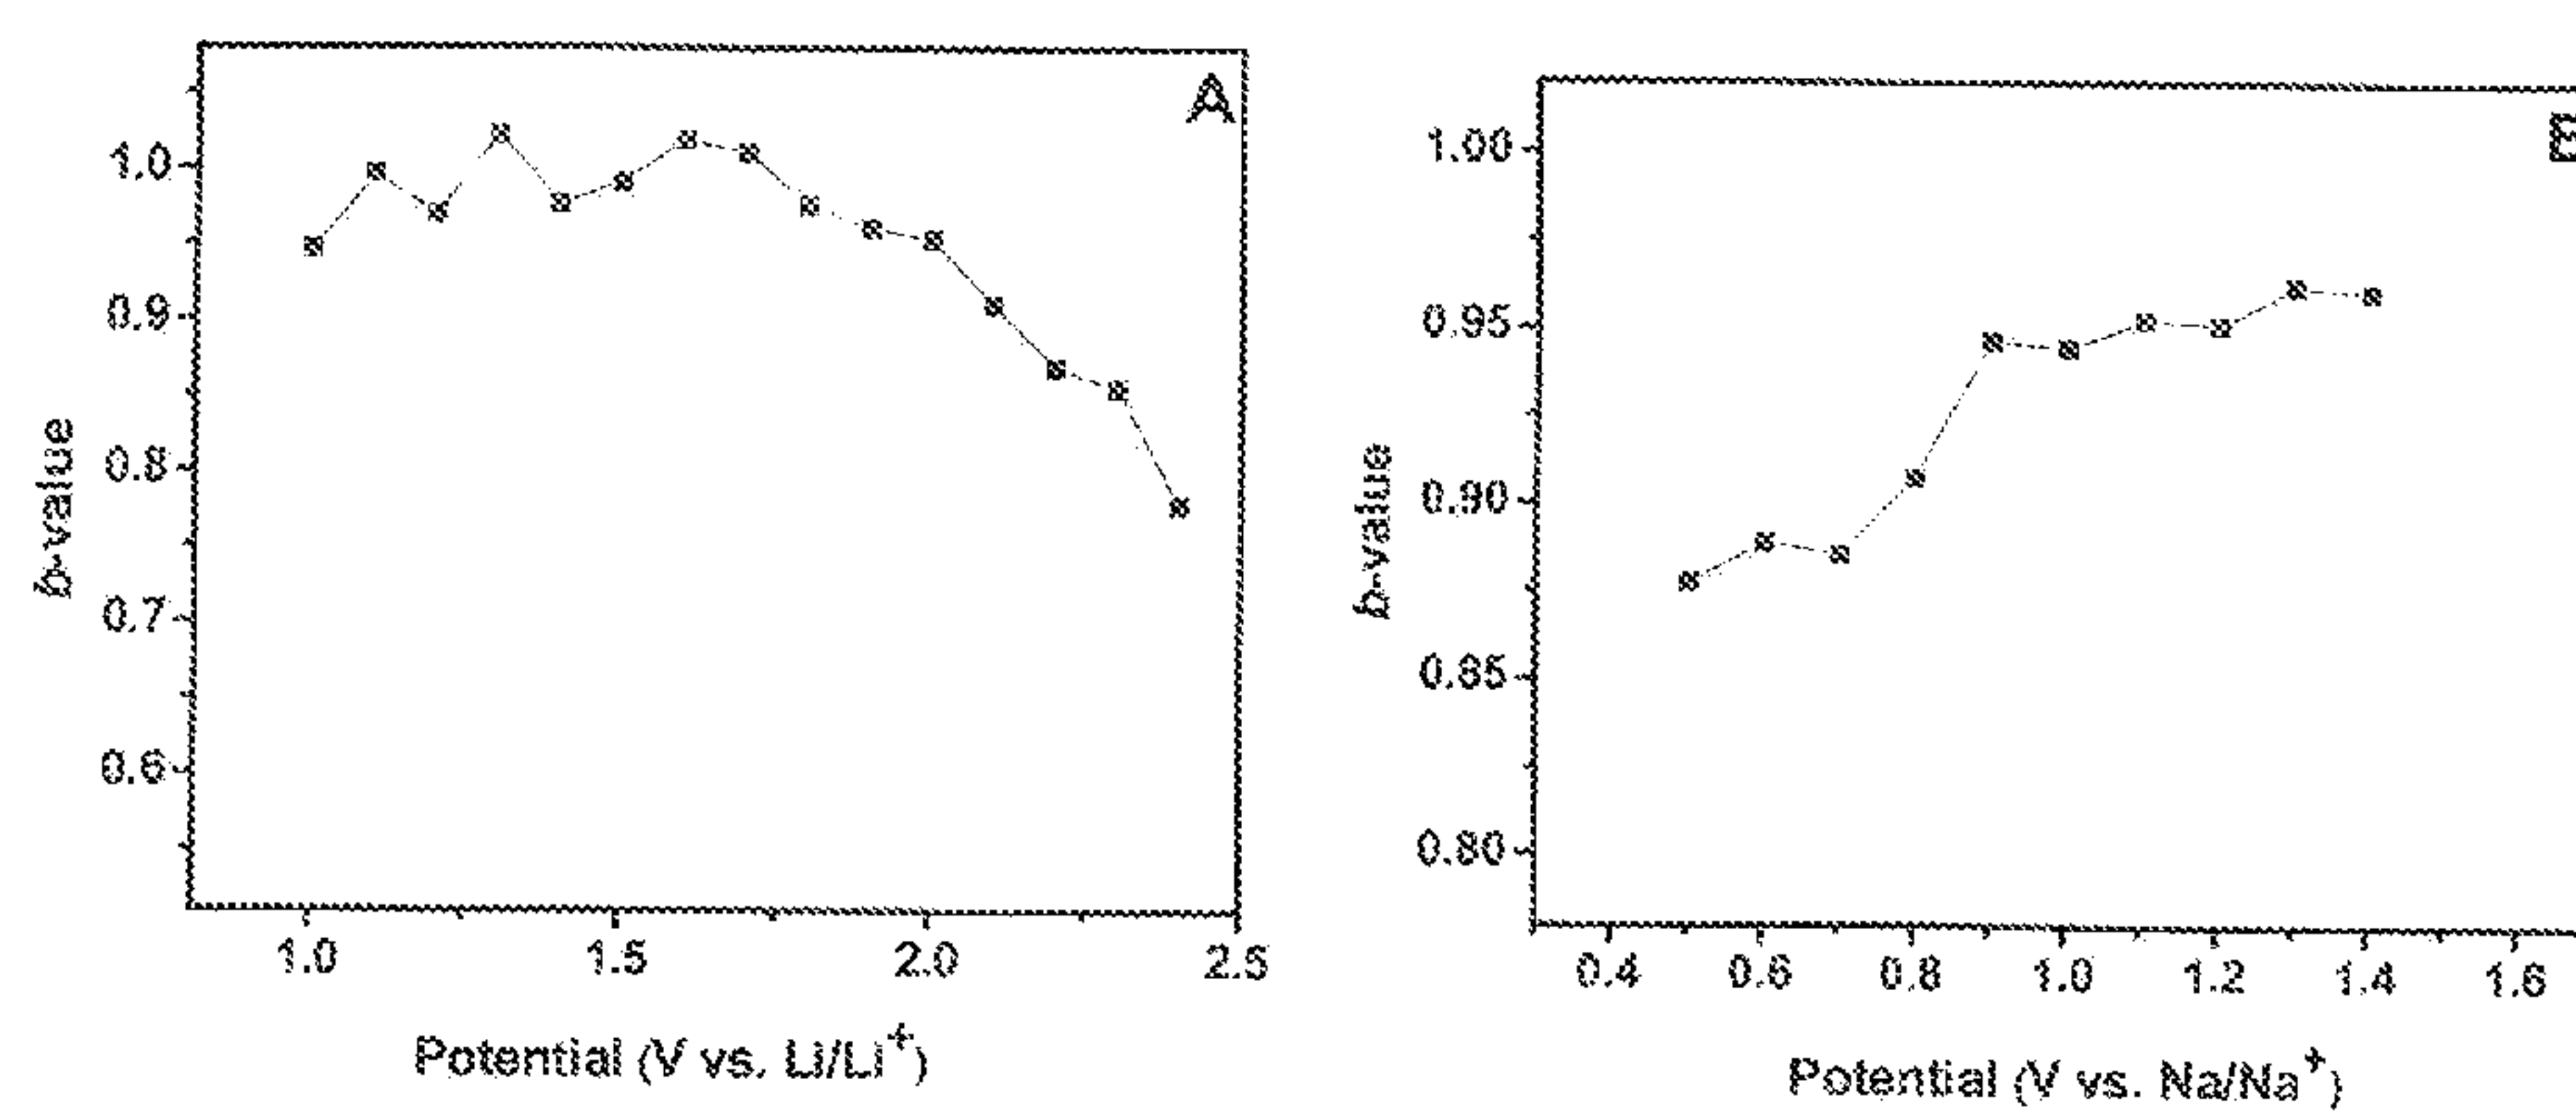 A
1.0
0.9
0.8
0.7
0.6
b-value
1.0 1.5 2.0 2.5
Potential (V vs. Li/Li⁺)
B
1.00
0.95
0.90
0.85
0.80
b-value
0.4 0.6 0.8 1.0 1.2 1.4 1.6
Potential (V vs. Na/Na⁺)